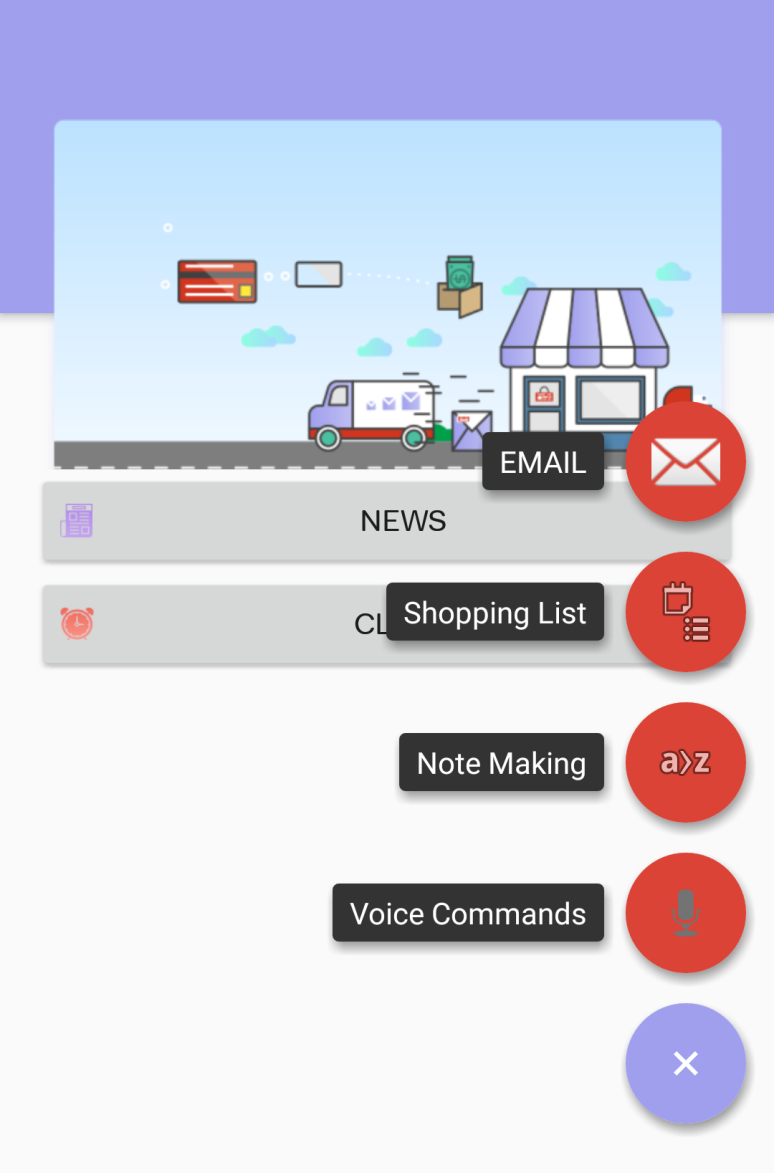 EMAIL
NEWS
Shopping List
CL
Note Making
a>z
Voice Commands